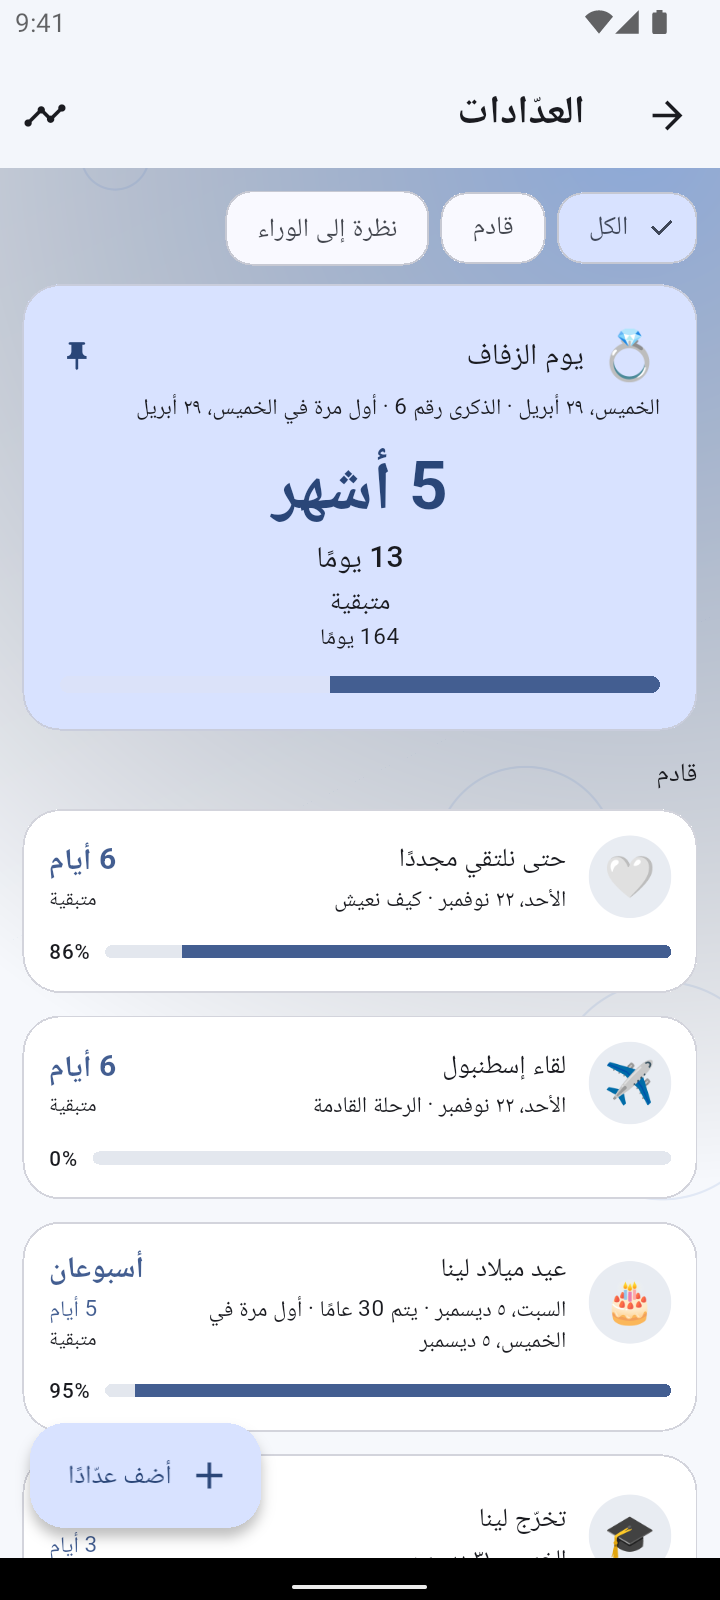 9:41
العدّادات
الكل
قادم
نظرة إلى الوراء
يوم الزفاف
الخميس، ٢٩ أبريل · الذكرى رقم 6 · أول مرة في الخميس، ٢٩ أبريل
5 أشهر
13 يومًا
متبقية
164 يومًا
قادم
حتى نلتقي مجددًا
6 أيام
الأحد، ٢٢ نوفمبر · كيف نعيش
متبقية
86%
لقاء إسطنبول
6 أيام
الأحد، ٢٢ نوفمبر · الرحلة القادمة
متبقية
0%
عيد ميلاد لينا
أسبوعان
السبت، ٥ ديسمبر · يتم 30 عامًا · أول مرة في
5 أيام
الخميس، ٥ ديسمبر
متبقية
95%
أضف عدّادًا
تخرّج لينا
3 أيام